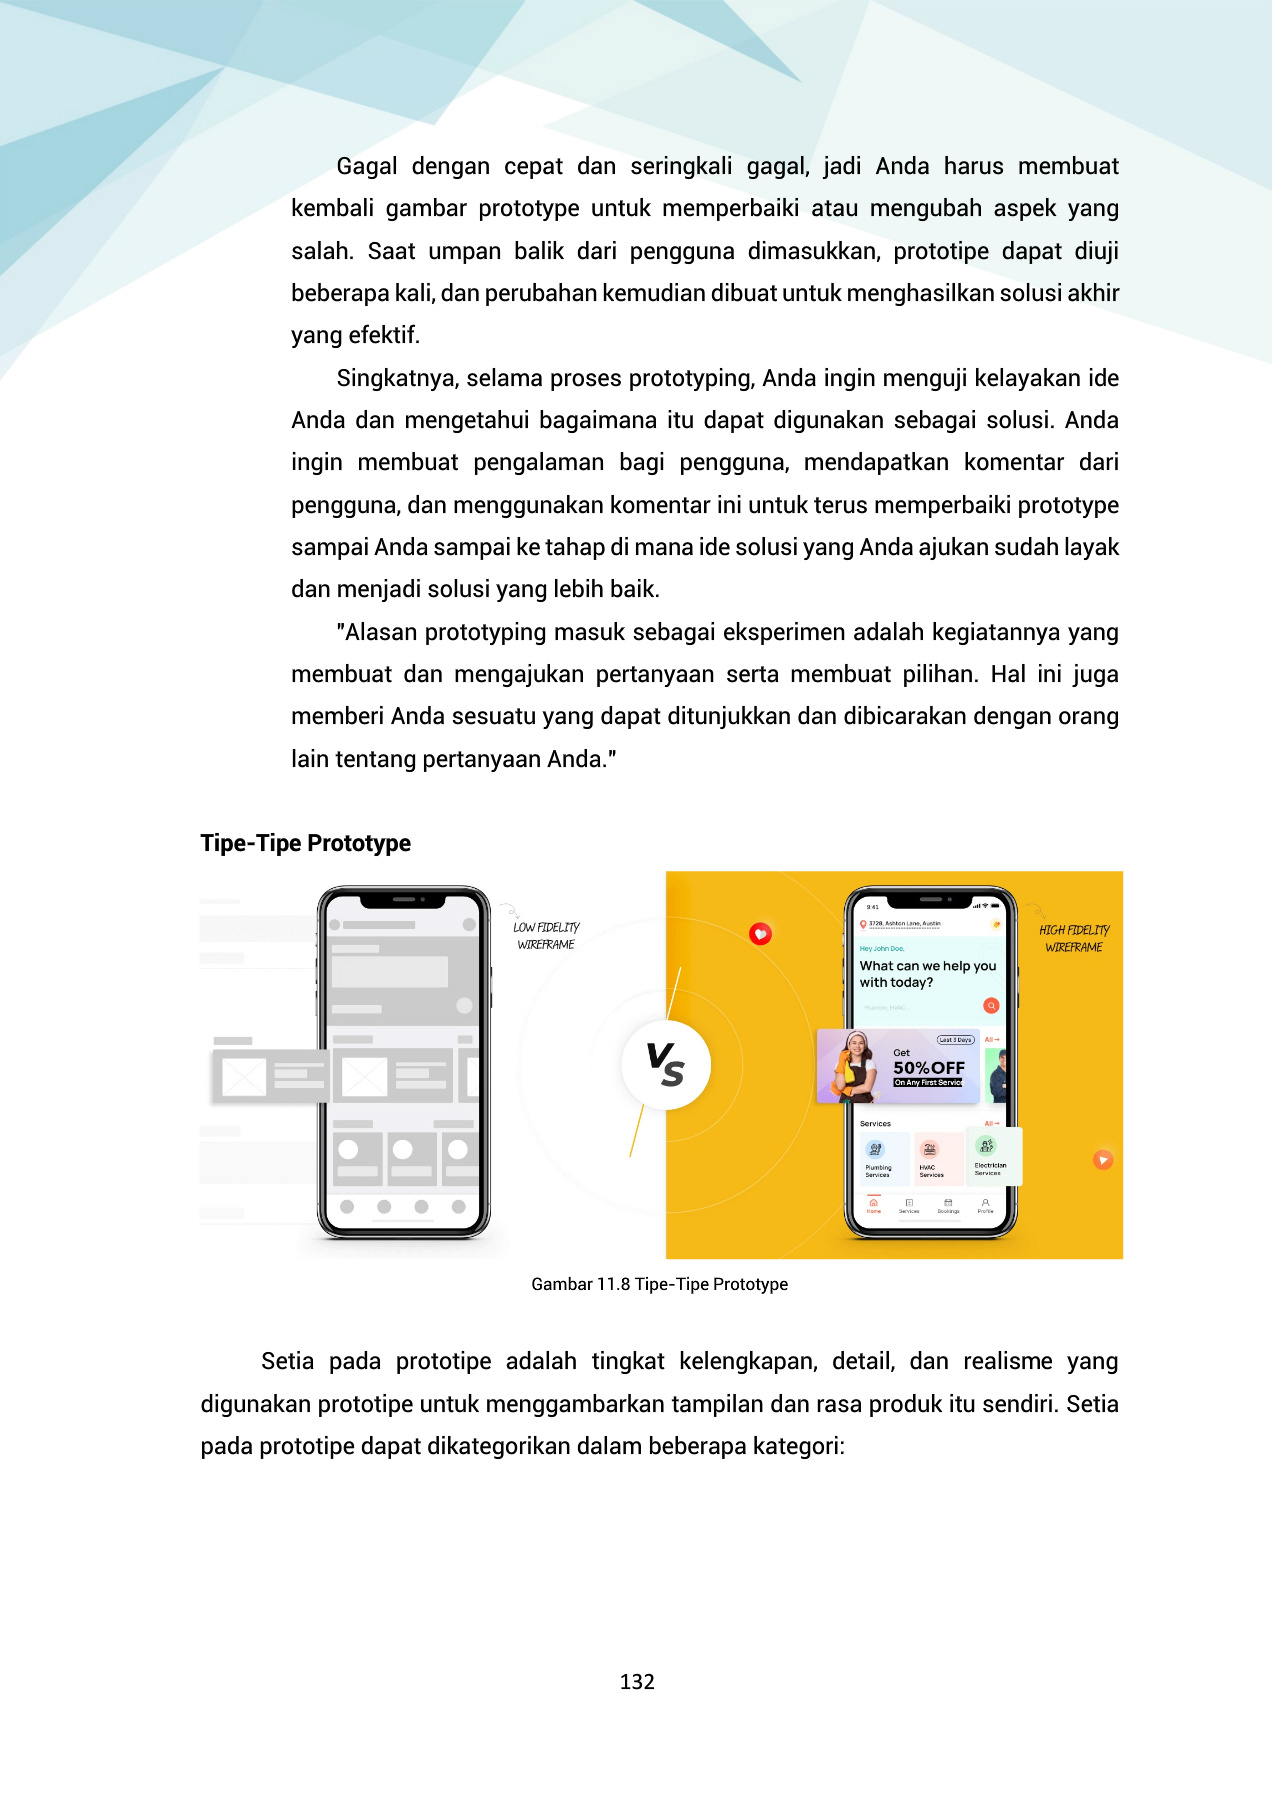 Gagal dengan cepat dan seringkali gagal, jadi Anda harus membuat
kembali gambar prototype untuk memperbaiki atau mengubah aspek yang
salah. Saat umpan balik dari pengguna dimasukkan, prototipe dapat diuji
beberapa kali, dan perubahan kemudian dibuat untuk menghasilkan solusi akhir
yang efektif.
Singkatnya, selama proses prototyping, Anda ingin menguji kelayakan ide
Anda dan mengetahui bagaimana itu dapat digunakan sebagai solusi. Anda
ingin membuat pengalaman bagi pengguna, mendapatkan komentar dari
pengguna, dan menggunakan komentar ini untuk terus memperbaiki prototype
sampai Anda sampai ke tahap di mana ide solusi yang Anda ajukan sudah layak
dan menjadi solusi yang lebih baik.
"Alasan prototyping masuk sebagai eksperimen adalah kegiatannya yang
membuat dan mengajukan pertanyaan serta membuat pilihan. Hal ini juga
memberi Anda sesuatu yang dapat ditunjukkan dan dibicarakan dengan orang
lain tentang pertanyaan Anda."
Tipe-Tipe Prototype
LOW FIDELITY
WIREFRAME
VS
9:41
3728, Ashton Lane, Austin
Hey John Doe,
What can we help you
with today?
Plumber, HVAC...
Last 3 Days
Get
50%OFF
On Any First Service
All →
Services
All →
Plumbing
Services
HVAC
Services
Electrician
Services
Home
Services
Bookings
Profile
HIGH FIDELITY
WIREFRAME
Gambar 11.8 Tipe-Tipe Prototype
Setia pada prototipe adalah tingkat kelengkapan, detail, dan realisme yang
digunakan prototipe untuk menggambarkan tampilan dan rasa produk itu sendiri. Setia
pada prototipe dapat dikategorikan dalam beberapa kategori:
132